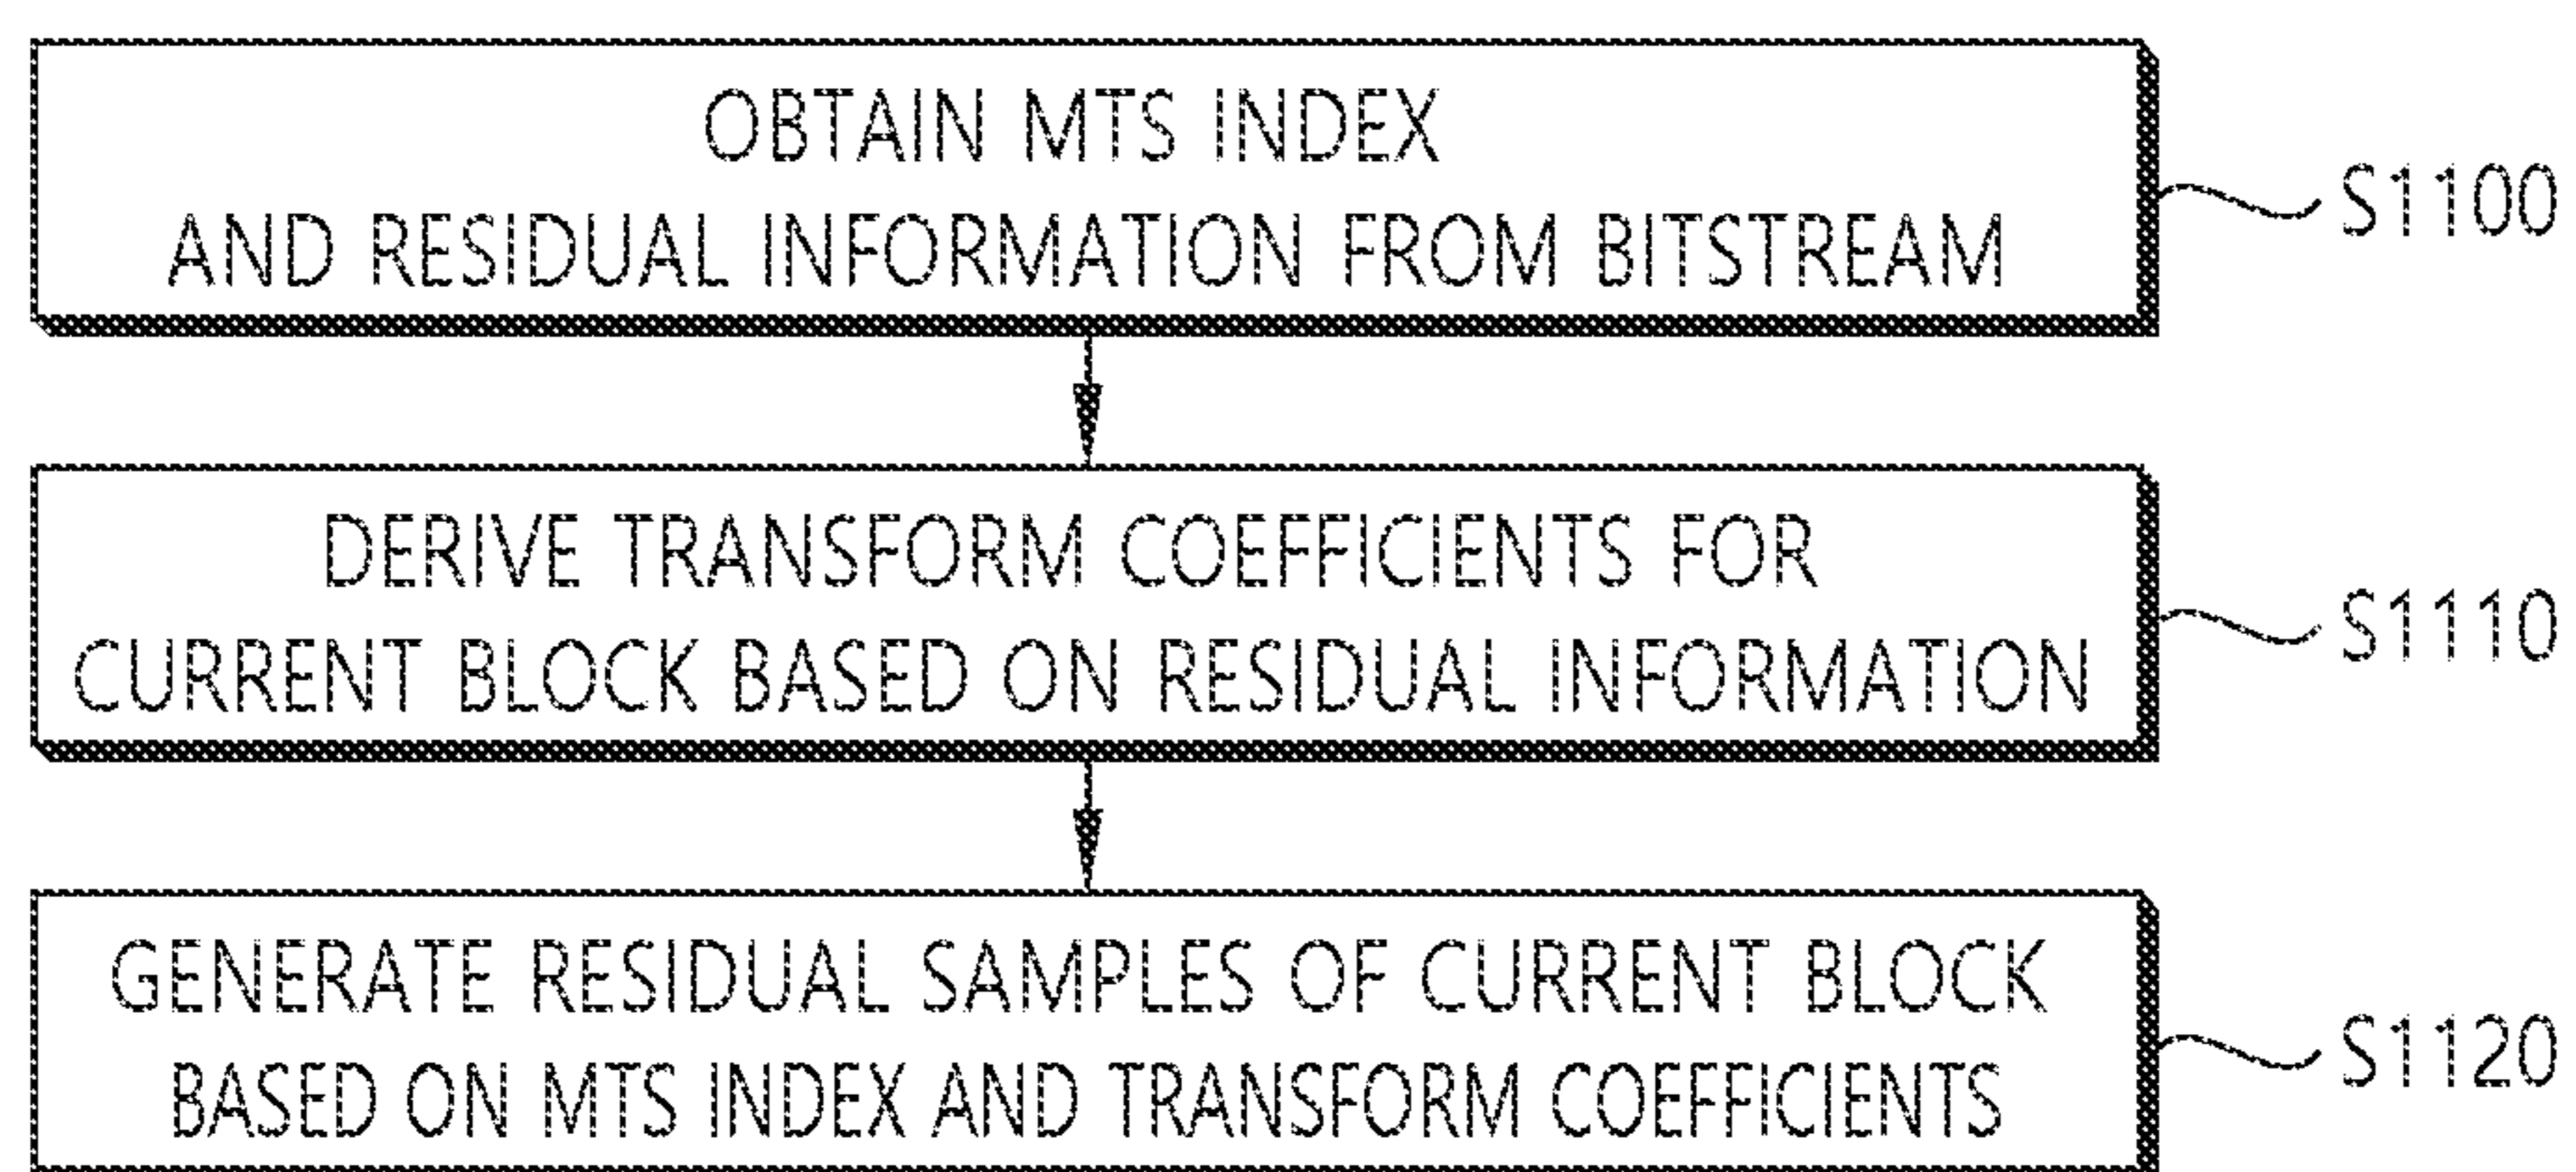 OBTAIN MTS INDEX
AND RESIDUAL INFORMATION FROM BITSTREAM
S1100
DERIVE TRANSFORM COEFFICIENTS FOR
CURRENT BLOCK BASED ON RESIDUAL INFORMATION
S1110
GENERATE RESIDUAL SAMPLES OF CURRENT BLOCK
BASED ON MTS INDEX AND TRANSFORM COEFFICIENTS
S1120